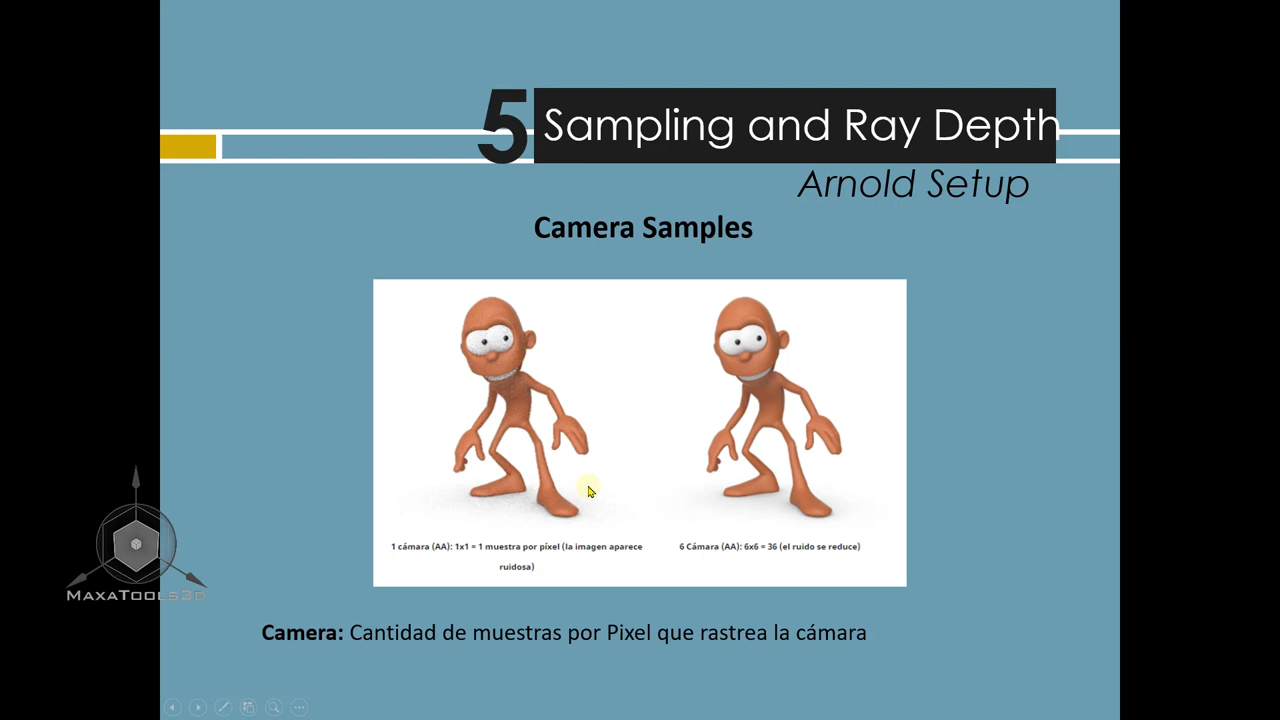 5 Sampling and Ray Depth
Arnold Setup
Camera Samples
1 cámara (AA): 1x1 = 1 muestra por píxel (la imagen aparece
ruidosa)
6 Cámara (AA): 6x6 = 36 (el ruido se reduce)
MaxaTools3D
Camera: Cantidad de muestras por Pixel que rastrea la cámara